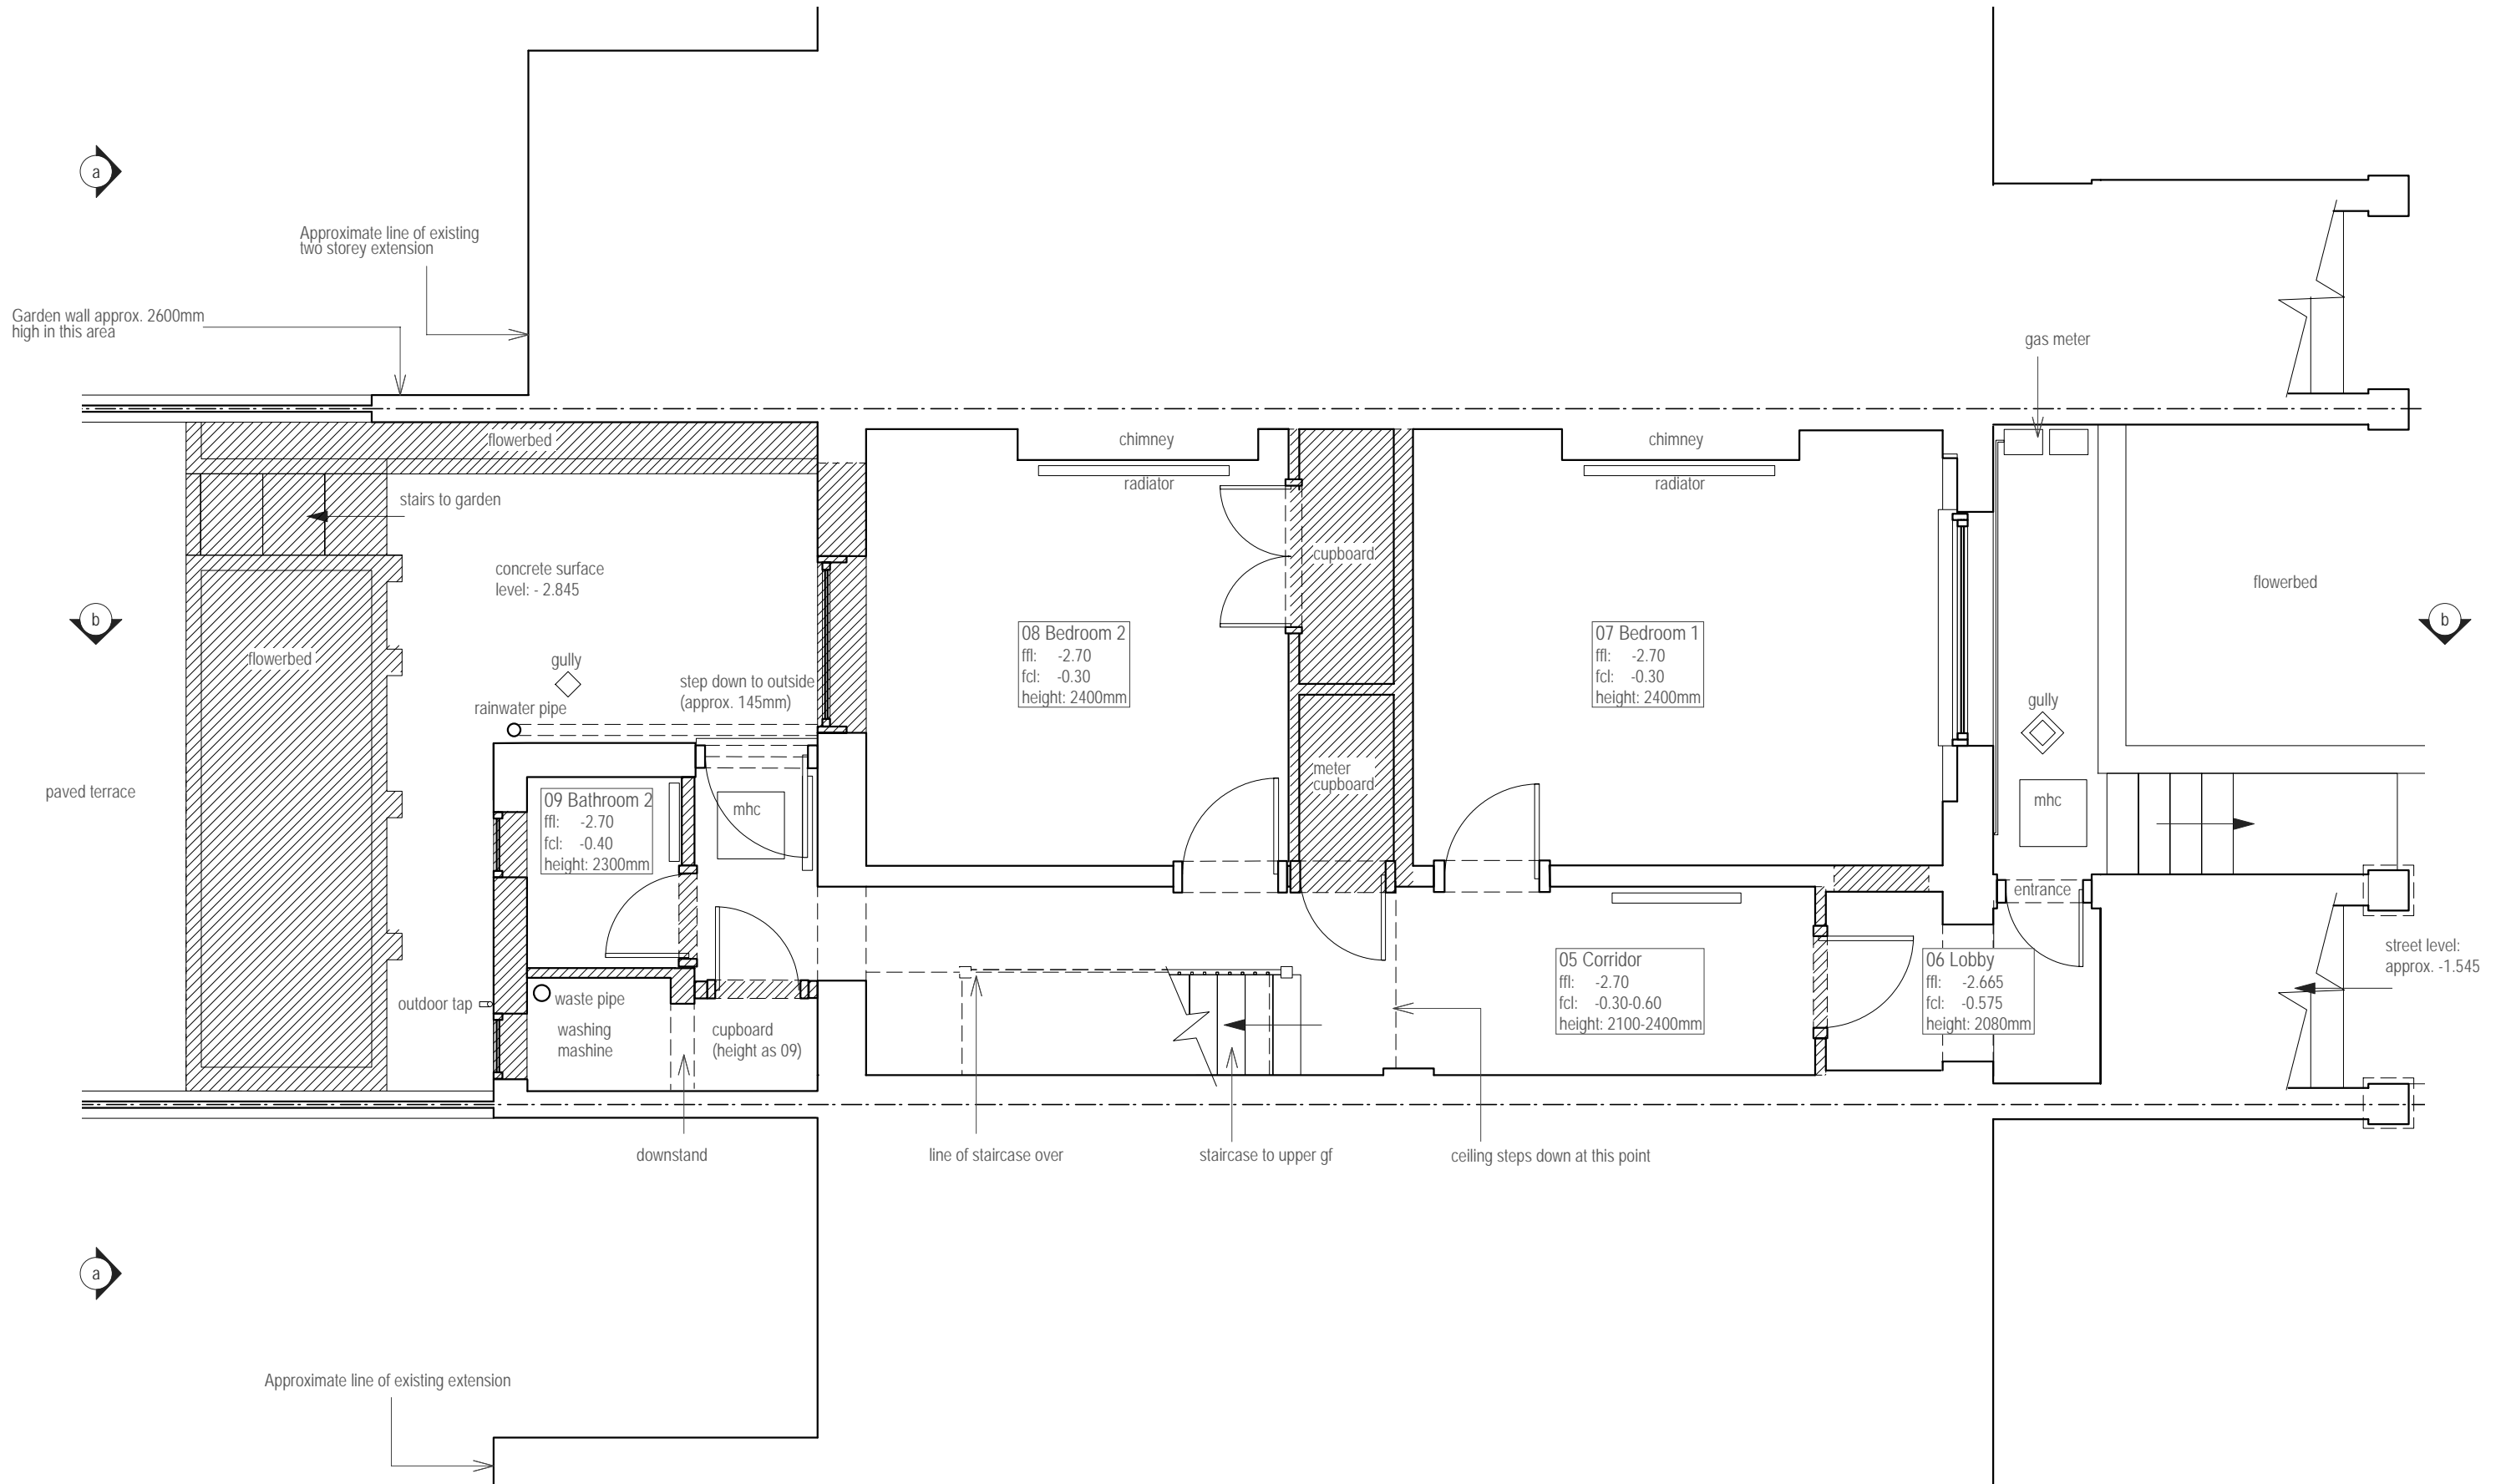 a
Approximate line of existing
two storey extension
Garden wall approx. 2600mm
high in this area
gas meter
flowerbed
chimney
chimney
radiator
radiator
stairs to garden
cupboard
concrete surface
level: - 2.845
flowerbed
b
b
08 Bedroom 2
ffl: -2.70
fcl: -0.30
height: 2400mm
07 Bedroom 1
ffl: -2.70
fcl: -0.30
height: 2400mm
flowerbed
gully
step down to outside
(approx. 145mm)
rainwater pipe
gully
meter
cupboard
paved terrace
09 Bathroom 2
ffl: -2.70
fcl: -0.40
height: 2300mm
mhc
mhc
entrance
05 Corridor
ffl: -2.70
fcl: -0.30-0.60
height: 2100-2400mm
06 Lobby
ffl: -2.665
fcl: -0.575
height: 2080mm
street level:
approx. -1.545
outdoor tap
waste pipe
washing
mashine
cupboard
(height as 09)
downstand
line of staircase over
staircase to upper gf
ceiling steps down at this point
a
Approximate line of existing extension